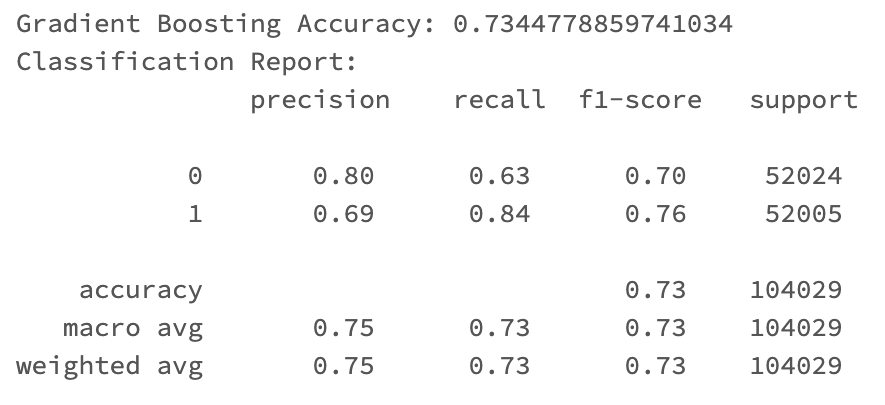 Gradient Boosting Accuracy: 0.7344778859741034
Classification Report:
precision recall f1-score support
0 0.80 0.63 0.70 52024
1 0.69 0.84 0.76 52005
accuracy 0.73 104029
macro avg 0.75 0.73 0.73 104029
weighted avg 0.75 0.73 0.73 104029